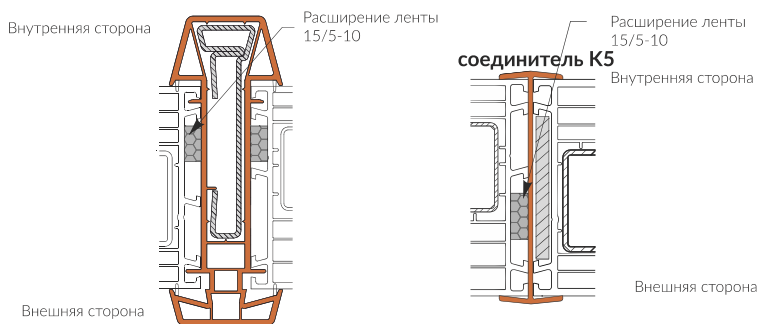 Внутренняя сторона
Расширение ленты
15/5-10
Внешняя сторона
Расширение ленты
15/5-10
соединитель К5
Внутренняя сторона
Внешняя сторона